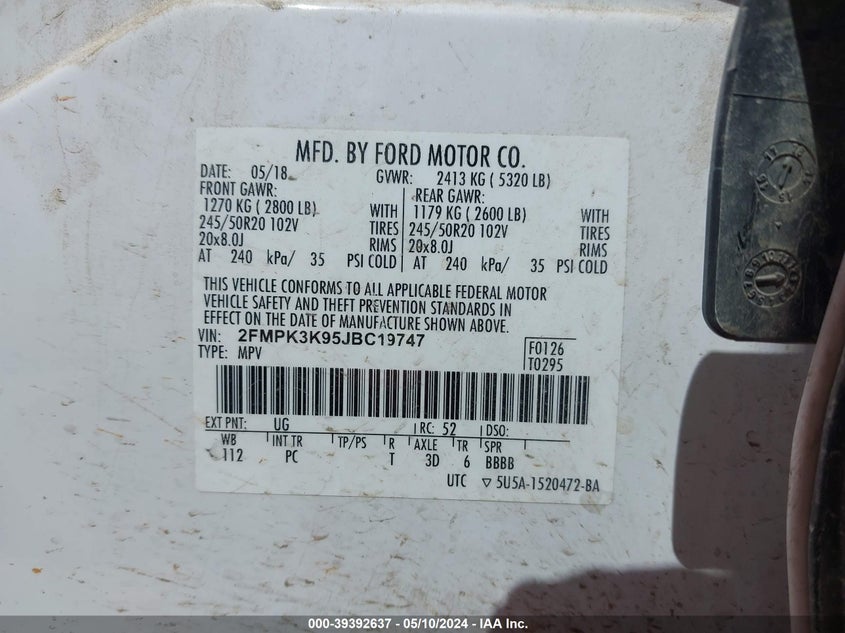 MFD. BY FORD MOTOR CO.
DATE: 05/18 GVWR: 2413 KG ( 5320 LB)
FRONT GAWR: REAR GAWR:
1270 KG ( 2800 LB) WITH 1179 KG ( 2600 LB) WITH
245/50R20 102V TIRES 245/50R20 102V TIRES
20x8.0J RIMS 20x8.0J RIMS
AT 240 kPa/ 35 PSI COLD AT 240 kPa/ 35 PSI COLD
THIS VEHICLE CONFORMS TO ALL APPLICABLE FEDERAL MOTOR
VEHICLE SAFETY AND THEFT PREVENTION STANDARDS IN
EFFECT ON THE DATE OF MANUFACTURE SHOWN ABOVE.
VIN: 2FMPK3K95JBC19747
TYPE: MPV
F0126
T0295
EXT PNT: UG RC: 52 DSO:
WB INT TR TP/PS R AXLE TR SPR
112 PC T 3D 6 BBBB
UTC ▽ 5U5A-1520472-BA
000-39392637 - 05/10/2024 - IAA Inc.